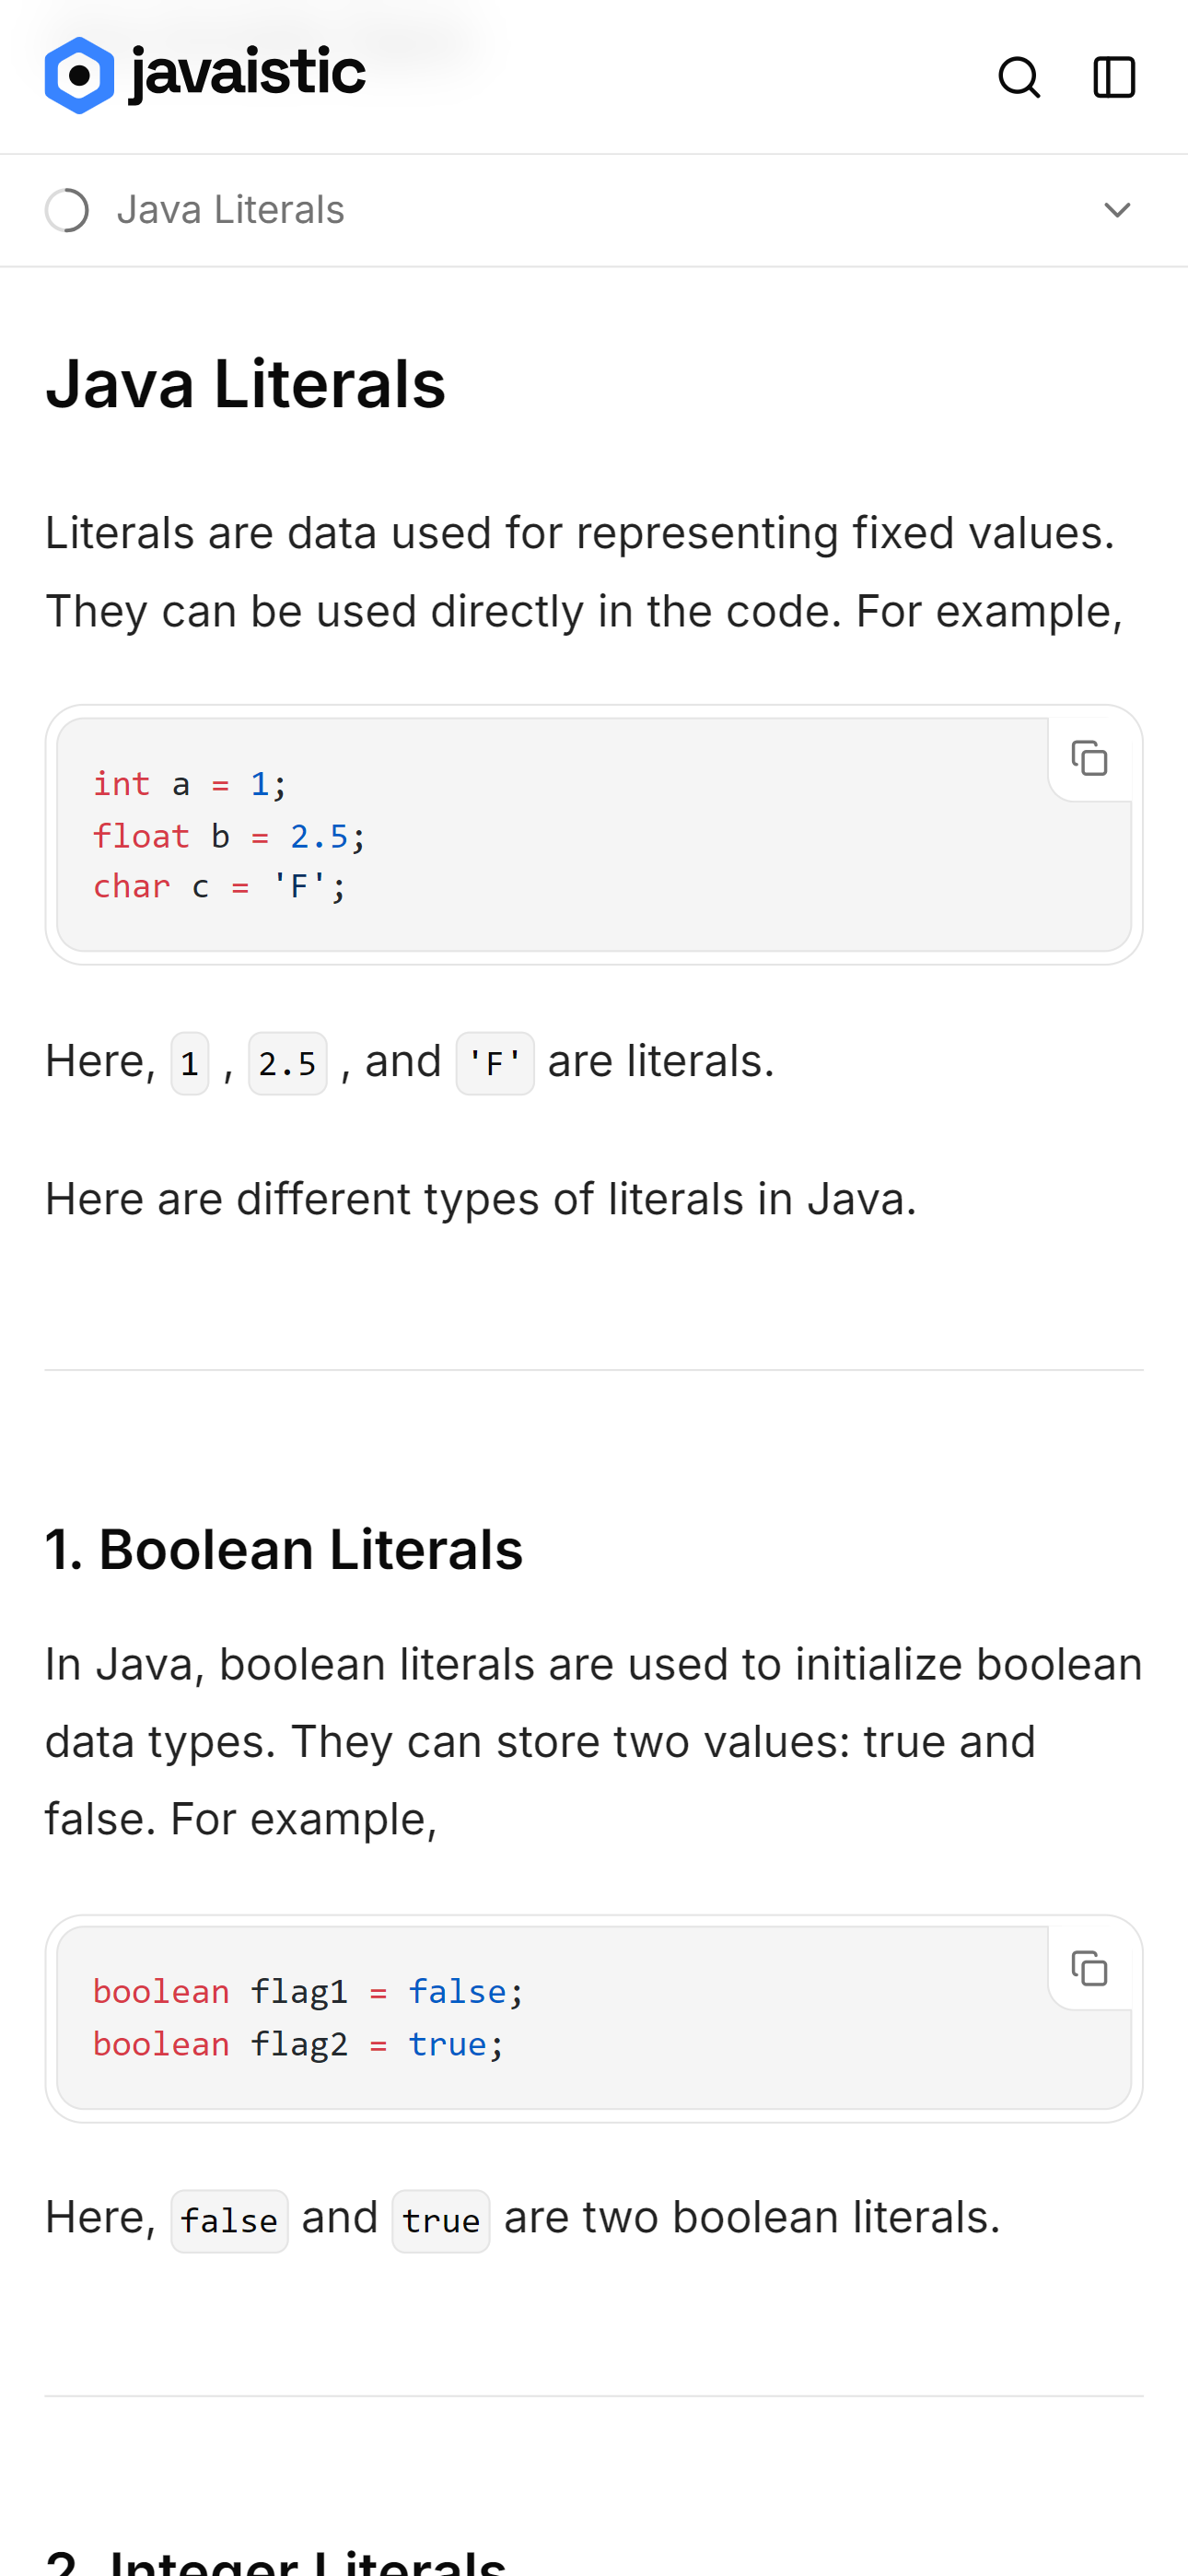 javaistic
Java Literals
Java Literals
Literals are data used for representing fixed values.
They can be used directly in the code. For example,
int a = 1;
float b = 2.5;
char c = 'F';
Here, 1 , 2.5 , and 'F' are literals.
Here are different types of literals in Java.
1. Boolean Literals
In Java, boolean literals are used to initialize boolean
data types. They can store two values: true and
false. For example,
boolean flag1 = false;
boolean flag2 = true;
Here, false and true are two boolean literals.
2. Integer Literals